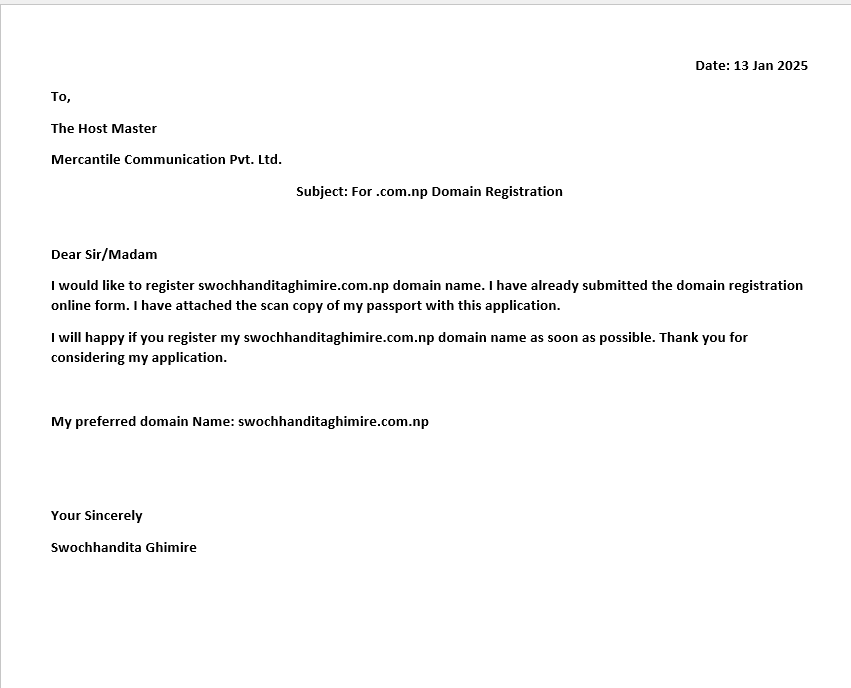 Date: 13 Jan 2025
To,
The Host Master
Mercantile Communication Pvt. Ltd.
Subject: For .com.np Domain Registration
Dear Sir/Madam
I would like to register swochhanditaghimire.com.np domain name. I have already submitted the domain registration
online form. I have attached the scan copy of my passport with this application.
I will happy if you register my swochhanditaghimire.com.np domain name as soon as possible. Thank you for
considering my application.
My preferred domain Name: swochhanditaghimire.com.np
Your Sincerely
Swochhandita Ghimire